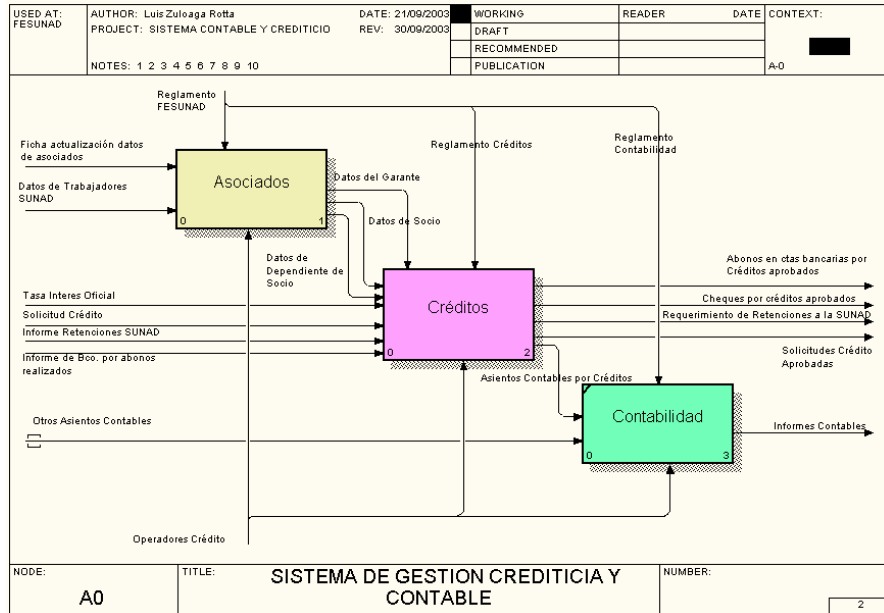 USED AT:
FESUNAD
AUTHOR: Luis Zuloaga Rotta
PROJECT: SISTEMA CONTABLE Y CREDITICIO
NOTES: 1 2 3 4 5 6 7 8 9 10
DATE: 21/09/2003
REV: 30/09/2003
WORKING
DRAFT
RECOMMENDED
PUBLICATION
READER DATE
CONTEXT:
A-0
Reglamento
FESUNAD
Ficha actualización datos
de asociados
Datos de Trabajadores
SUNAD
Asociados
0 1
Datos del Garante
Datos de Socio
Datos de
Dependiente de
Socio
Reglamento Créditos
Reglamento
Contabilidad
Tasa Interes Oficial
Solicitud Crédito
Informe Retenciones SUNAD
Informe de Bco. por abonos
realizados
Créditos
0 2
Abonos en ctas bancarias por
Créditos aprobados
Cheques por créditos aprobados
Requerimiento de Retenciones a la SUNAD
Solicitudes Crédito
Aprobadas
Asientos Contables por Créditos
Otros Asientos Contables
Contabilidad
0 3
Informes Contables
Operadores Crédito
NODE:
A0
TITLE:
SISTEMA DE GESTION CREDITICIA Y
CONTABLE
NUMBER:
2